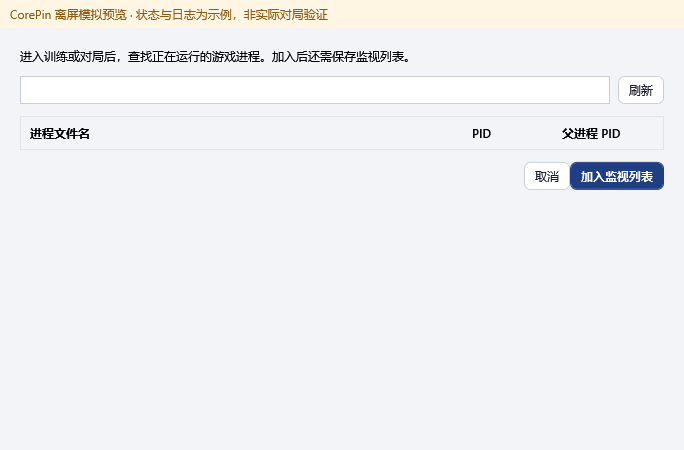 CorePin 离屏模拟预览 · 状态与日志为示例，非实际对局验证
进入训练或对局后，查找正在运行的游戏进程。加入后还需保存监视列表。
刷新
进程文件名 PID 父进程 PID
取消 加入监视列表